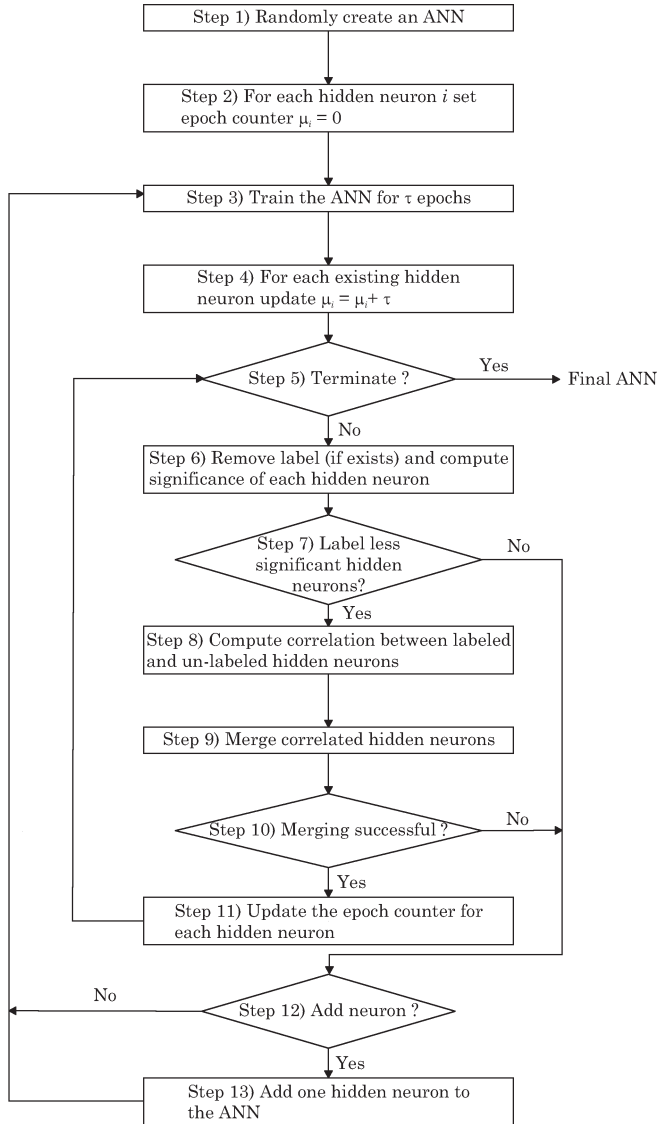 Step 1) Randomly create an ANN
Step 2) For each hidden neuron i set
epoch counter μi = 0
Step 3) Train the ANN for τ epochs
Step 4) For each existing hidden
neuron update μi = μi+ τ
Step 5) Terminate ?
Yes
Final ANN
No
Step 6) Remove label (if exists) and compute
significance of each hidden neuron
Step 7) Label less
significant hidden
neurons?
No
Yes
Step 8) Compute correlation between labeled
and un-labeled hidden neurons
Step 9) Merge correlated hidden neurons
Step 10) Merging successful ?
No
Yes
Step 11) Update the epoch counter for
each hidden neuron
No
Step 12) Add neuron ?
Yes
Step 13) Add one hidden neuron to
the ANN